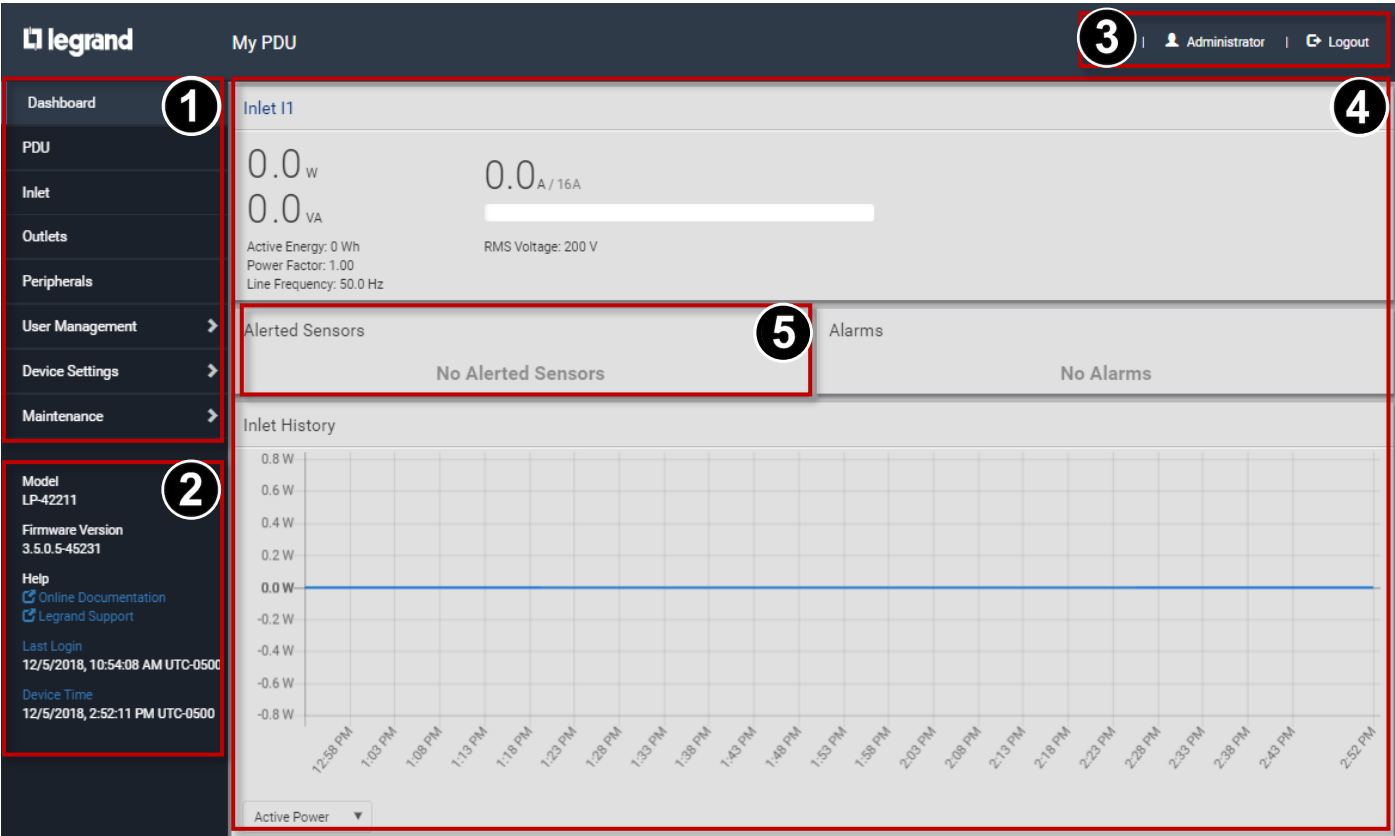 legrand
My PDU
3
| Administrator | Logout
1
Dashboard
PDU
Inlet
Outlets
Peripherals
User Management
Device Settings
Maintenance
2
Model
LP-42211
Firmware Version
3.5.0.5-45231
Help
Online Documentation
Legrand Support
Last Login
12/5/2018, 10:54:08 AM UTC-0500
Device Time
12/5/2018, 2:52:11 PM UTC-0500
4
Inlet I1
0.0 W
0.0 VA
Active Energy: 0 Wh
Power Factor: 1.00
Line Frequency: 50.0 Hz
0.0 A / 16A
RMS Voltage: 200 V
Alerted Sensors
5
No Alerted Sensors
Alarms
No Alarms
Inlet History
0.8 W
0.6 W
0.4 W
0.2 W
0.0 W
-0.2 W
-0.4 W
-0.6 W
-0.8 W
12:58 PM
1:03 PM
1:08 PM
1:13 PM
1:18 PM
1:23 PM
1:28 PM
1:33 PM
1:38 PM
1:43 PM
1:48 PM
1:53 PM
1:58 PM
2:03 PM
2:08 PM
2:13 PM
2:18 PM
2:23 PM
2:28 PM
2:33 PM
2:38 PM
2:43 PM
2:52 PM
Active Power